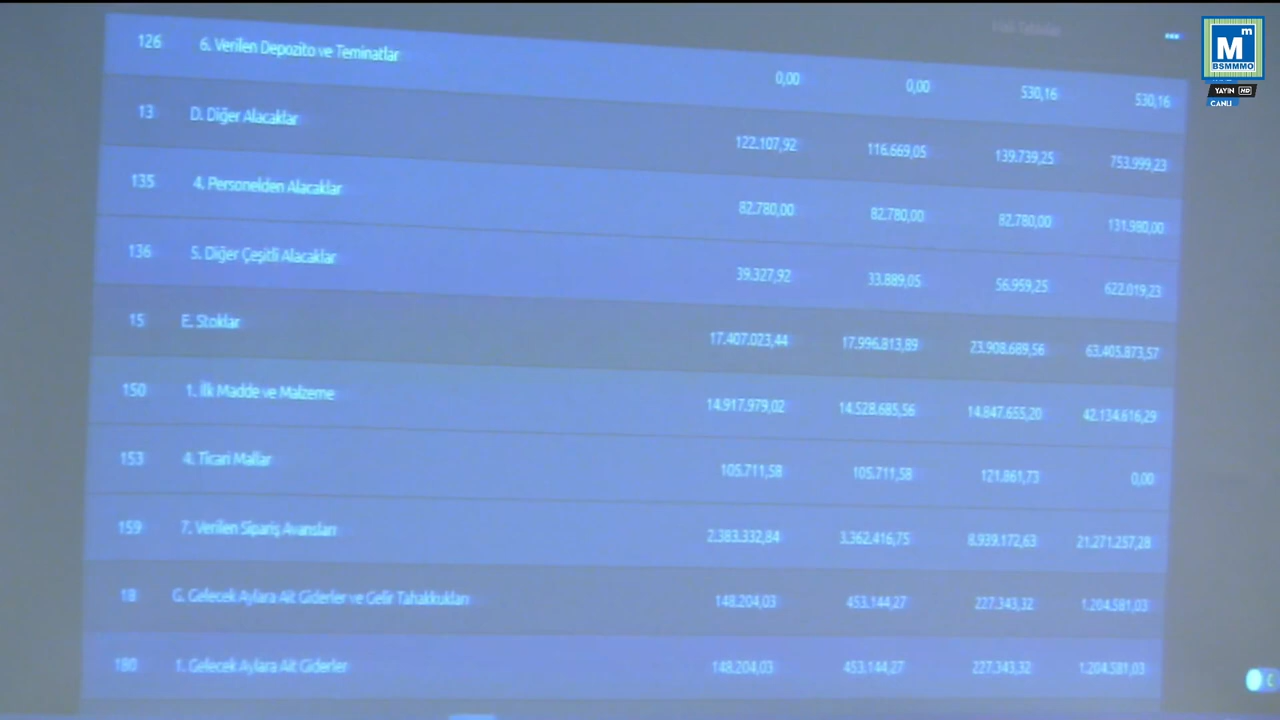 126 6. Verilen Depozito ve Teminatlar 0,00 0,00 530,16 530,16
13 D. Diğer Alacaklar 122.107,92 116.669,05 139.739,25 753.999,23
135 4. Personelden Alacaklar 82.780,00 82.780,00 82.780,00 131.980,00
136 5. Diğer Çeşitli Alacaklar 39.327,92 33.889,05 56.959,25 622.019,23
15 E. Stoklar 17.407.023,44 17.996.813,89 23.908.689,56 63.405.873,57
150 1. İlk Madde ve Malzeme 14.917.979,02 14.528.685,56 14.847.655,20 42.134.616,29
153 4. Ticari Mallar 105.711,58 105.711,58 121.861,73 0,00
159 7. Verilen Sipariş Avansları 2.383.332,84 3.362.416,75 8.939.172,63 21.271.257,28
18 G. Gelecek Aylara Ait Giderler ve Gelir Tahakkukları 148.204,03 453.144,27 227.343,32 1.204.581,03
180 1. Gelecek Aylara Ait Giderler 148.204,03 453.144,27 227.343,32 1.204.581,03
Mm
BSMMMO
YAYIN HD
CANLI